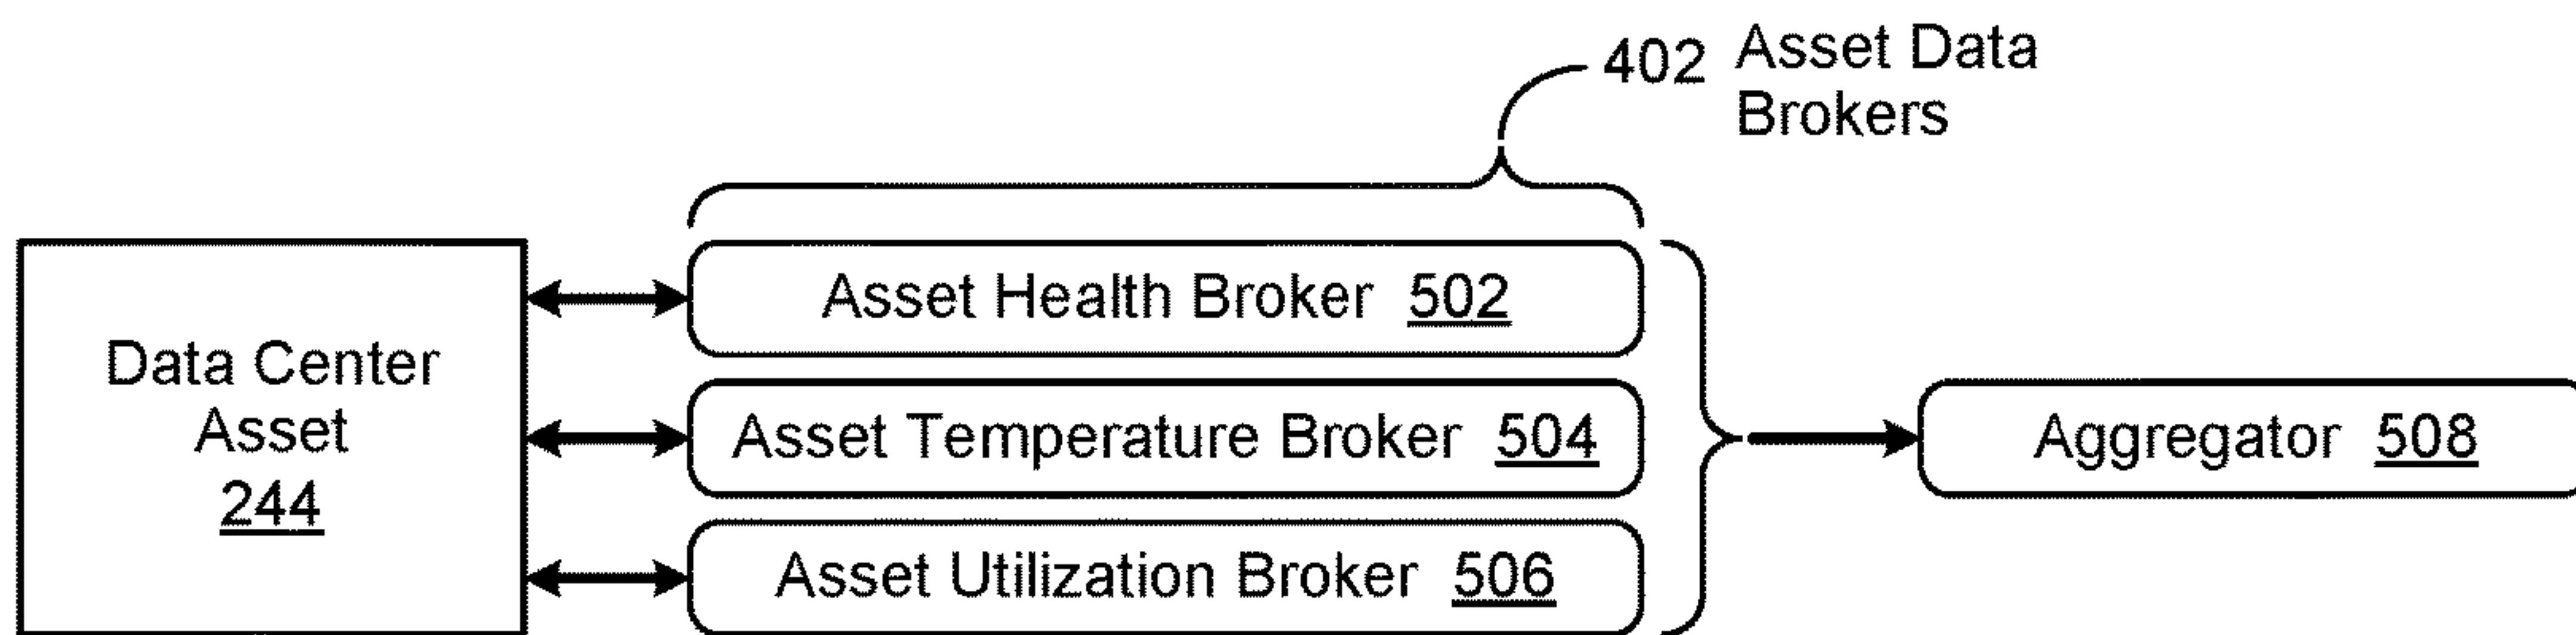 402 Asset Data
Brokers
Asset Health Broker 502
Data Center
Asset
244
Asset Temperature Broker 504
Aggregator 508
Asset Utilization Broker 506